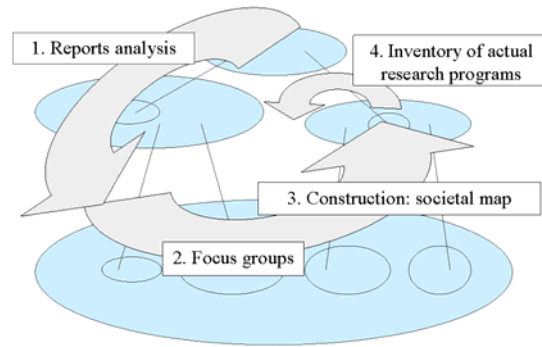 1. Reports analysis
4. Inventory of actual
research programs
3. Construction: societal map
2. Focus groups